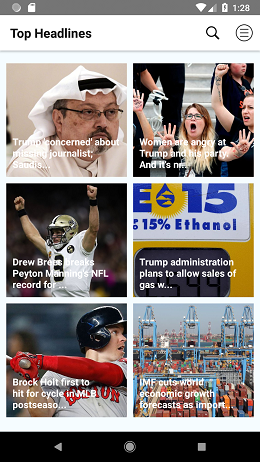 1:28
Top Headlines
Trump 'concerned' about
missing journalist;
Saudis...
Women are angry at
Trump and his party.
And it's n...
Drew Brees breaks
Peyton Manning's NFL
record for ...
E 15
15% Ethanol
Trump administration
plans to allow sales of
gas w...
Brock Holt first to
hit for cycle in MLB
postseaso...
IMF cuts world
economic growth
forecasts as import...